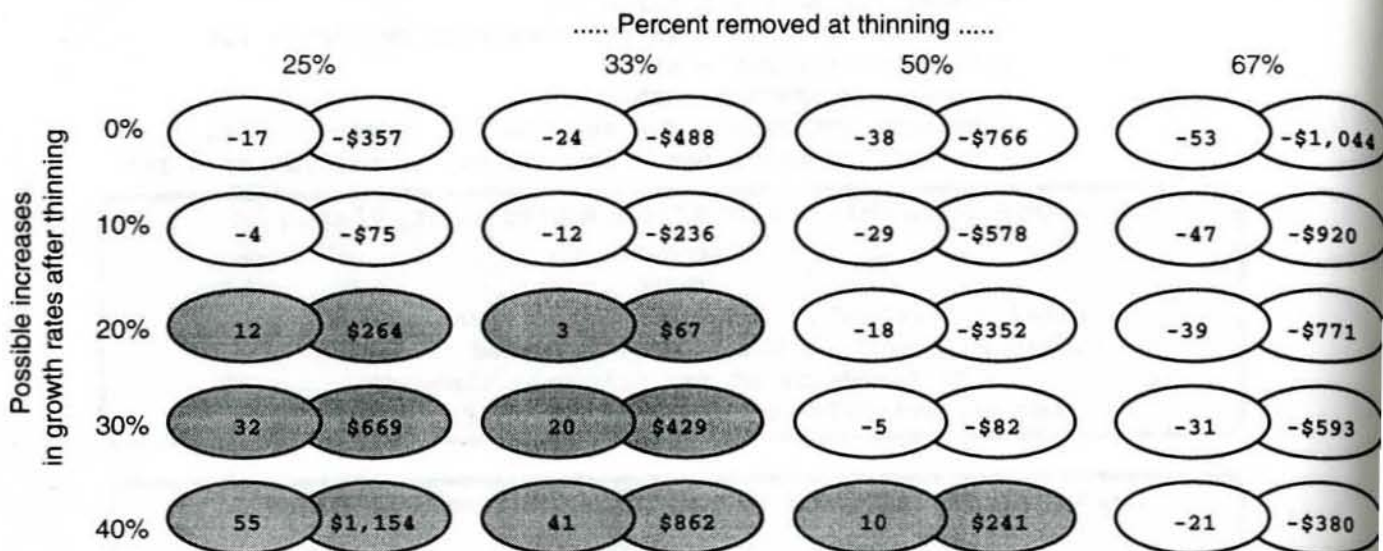 ..... Percent removed at thinning .....
25% 33% 50% 67%
Possible increases
in growth rates after thinning
0% -17 -$357 -24 -$488 -38 -$766 -53 -$1,044
10% -4 -$75 -12 -$236 -29 -$578 -47 -$920
20% 12 $264 3 $67 -18 -$352 -39 -$771
30% 32 $669 20 $429 -5 -$82 -31 -$593
40% 55 $1,154 41 $862 10 $241 -21 -$380